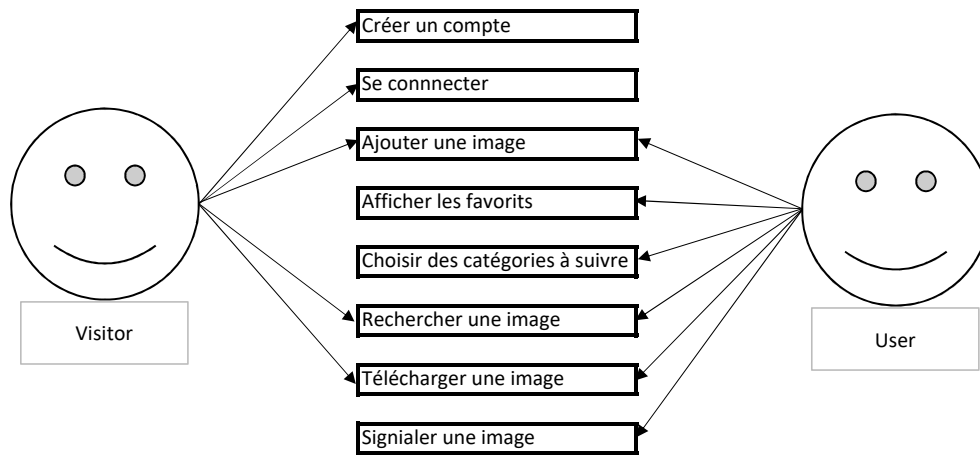 Créer un compte
Se connnecter
Ajouter une image
Afficher les favorits
Choisir des catégories à suivre
Rechercher une image
Visitor
User
Télécharger une image
Signialer une image